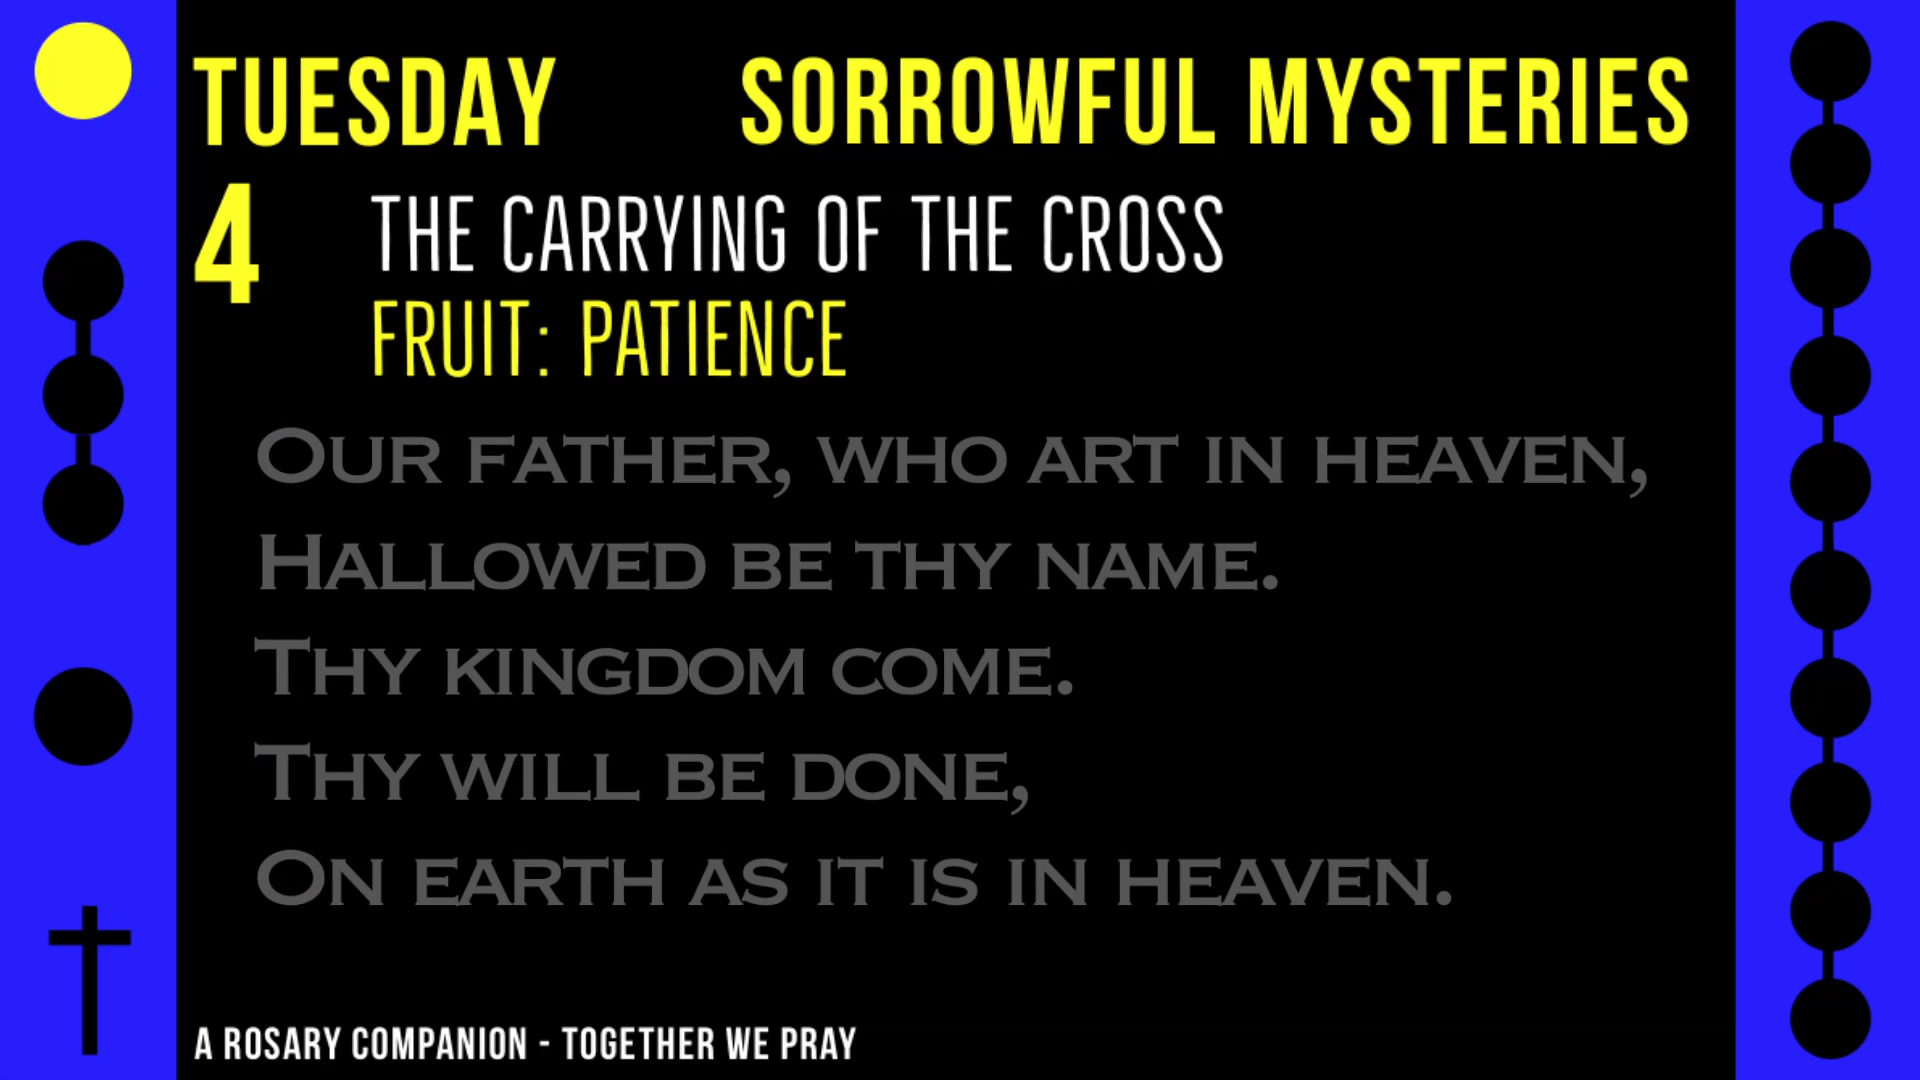 TUESDAY SORROWFUL MYSTERIES
4 THE CARRYING OF THE CROSS
FRUIT: PATIENCE
OUR FATHER, WHO ART IN HEAVEN,
HALLOWED BE THY NAME.
THY KINGDOM COME.
THY WILL BE DONE,
ON EARTH AS IT IS IN HEAVEN.
A ROSARY COMPANION - TOGETHER WE PRAY